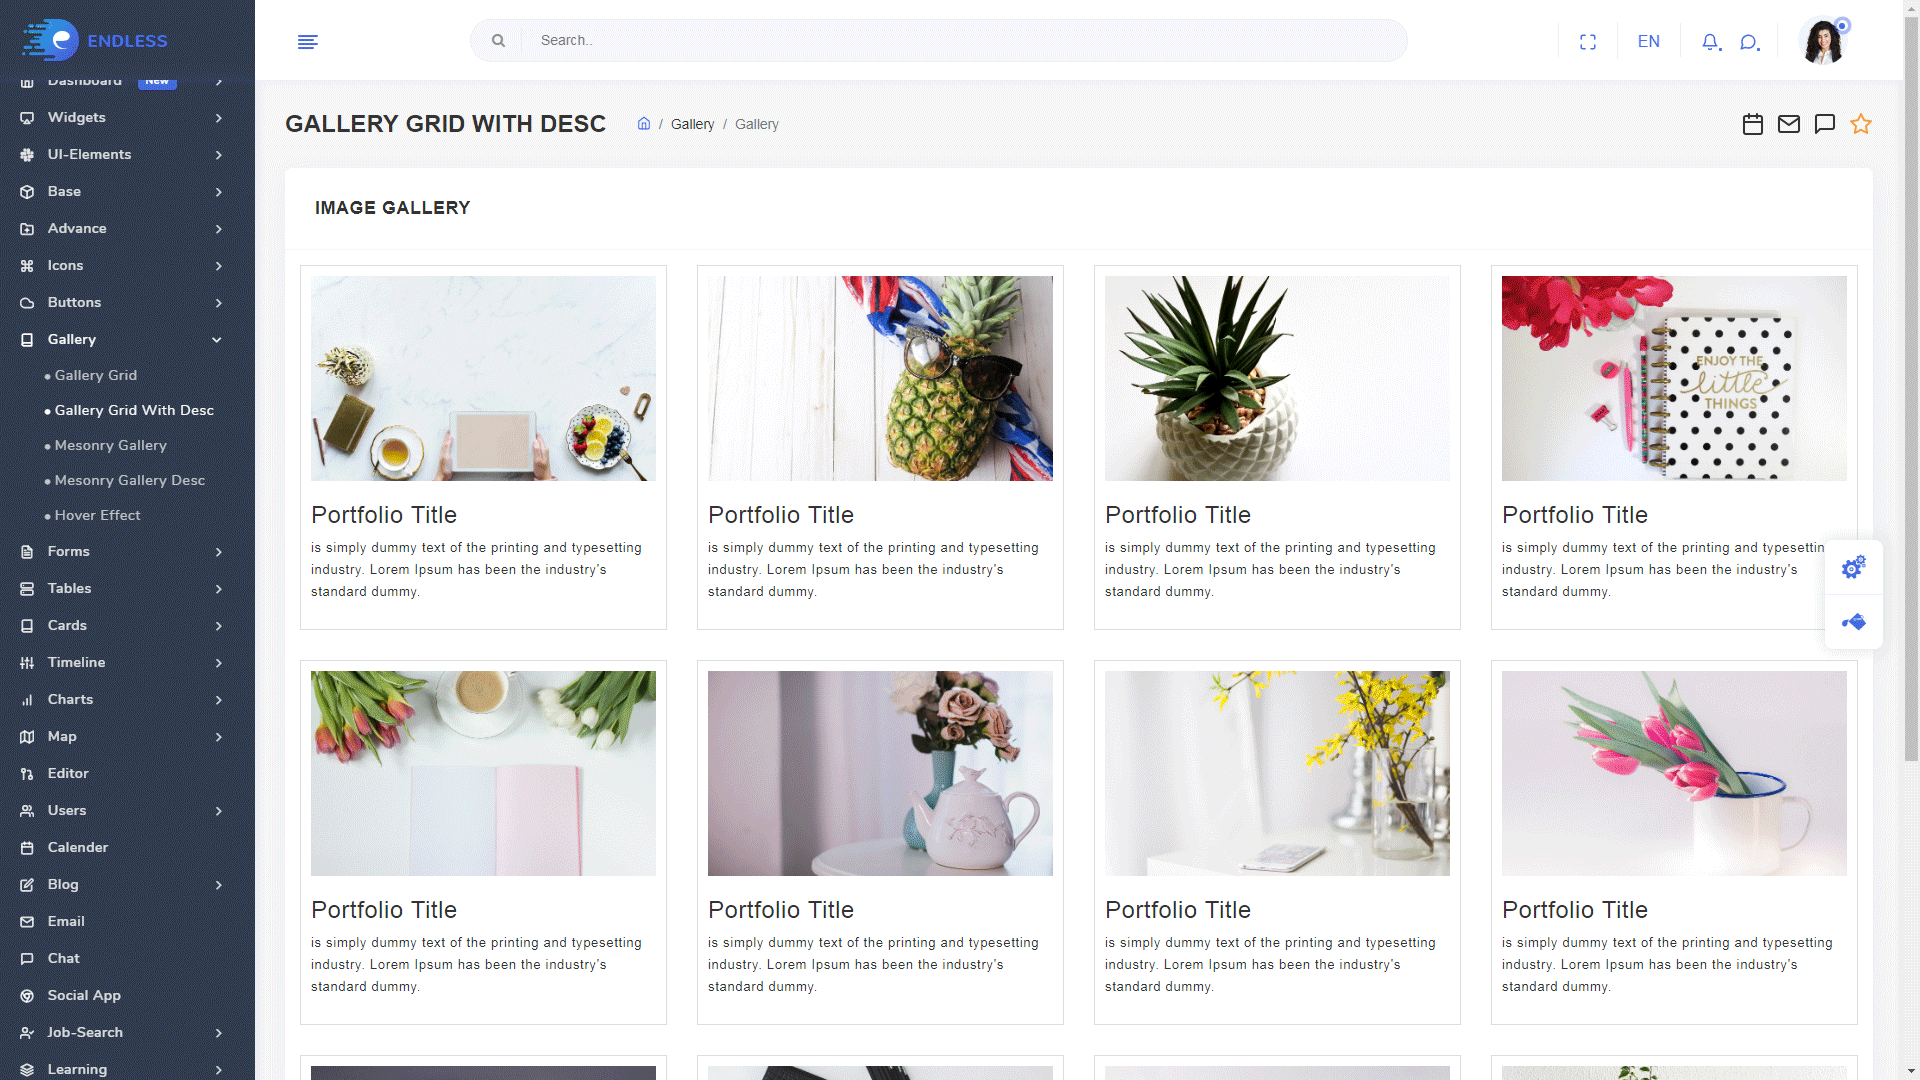 ENDLESS
Search..
EN
Dashboard New
Widgets
UI-Elements
Base
Advance
Icons
Buttons
Gallery
Gallery Grid
Gallery Grid With Desc
Mesonry Gallery
Mesonry Gallery Desc
Hover Effect
Forms
Tables
Cards
Timeline
Charts
Map
Editor
Users
Calender
Blog
Email
Chat
Social App
Job-Search
Learning
GALLERY GRID WITH DESC
/ Gallery / Gallery
IMAGE GALLERY
ENJOY THE
little
THINGS
Portfolio Title
is simply dummy text of the printing and typesetting
industry. Lorem Ipsum has been the industry's
standard dummy.
Portfolio Title
is simply dummy text of the printing and typesetting
industry. Lorem Ipsum has been the industry's
standard dummy.
Portfolio Title
is simply dummy text of the printing and typesetting
industry. Lorem Ipsum has been the industry's
standard dummy.
Portfolio Title
is simply dummy text of the printing and typesettin
industry. Lorem Ipsum has been the industry's
standard dummy.
Portfolio Title
is simply dummy text of the printing and typesetting
industry. Lorem Ipsum has been the industry's
standard dummy.
Portfolio Title
is simply dummy text of the printing and typesetting
industry. Lorem Ipsum has been the industry's
standard dummy.
Portfolio Title
is simply dummy text of the printing and typesetting
industry. Lorem Ipsum has been the industry's
standard dummy.
Portfolio Title
is simply dummy text of the printing and typesetting
industry. Lorem Ipsum has been the industry's
standard dummy.